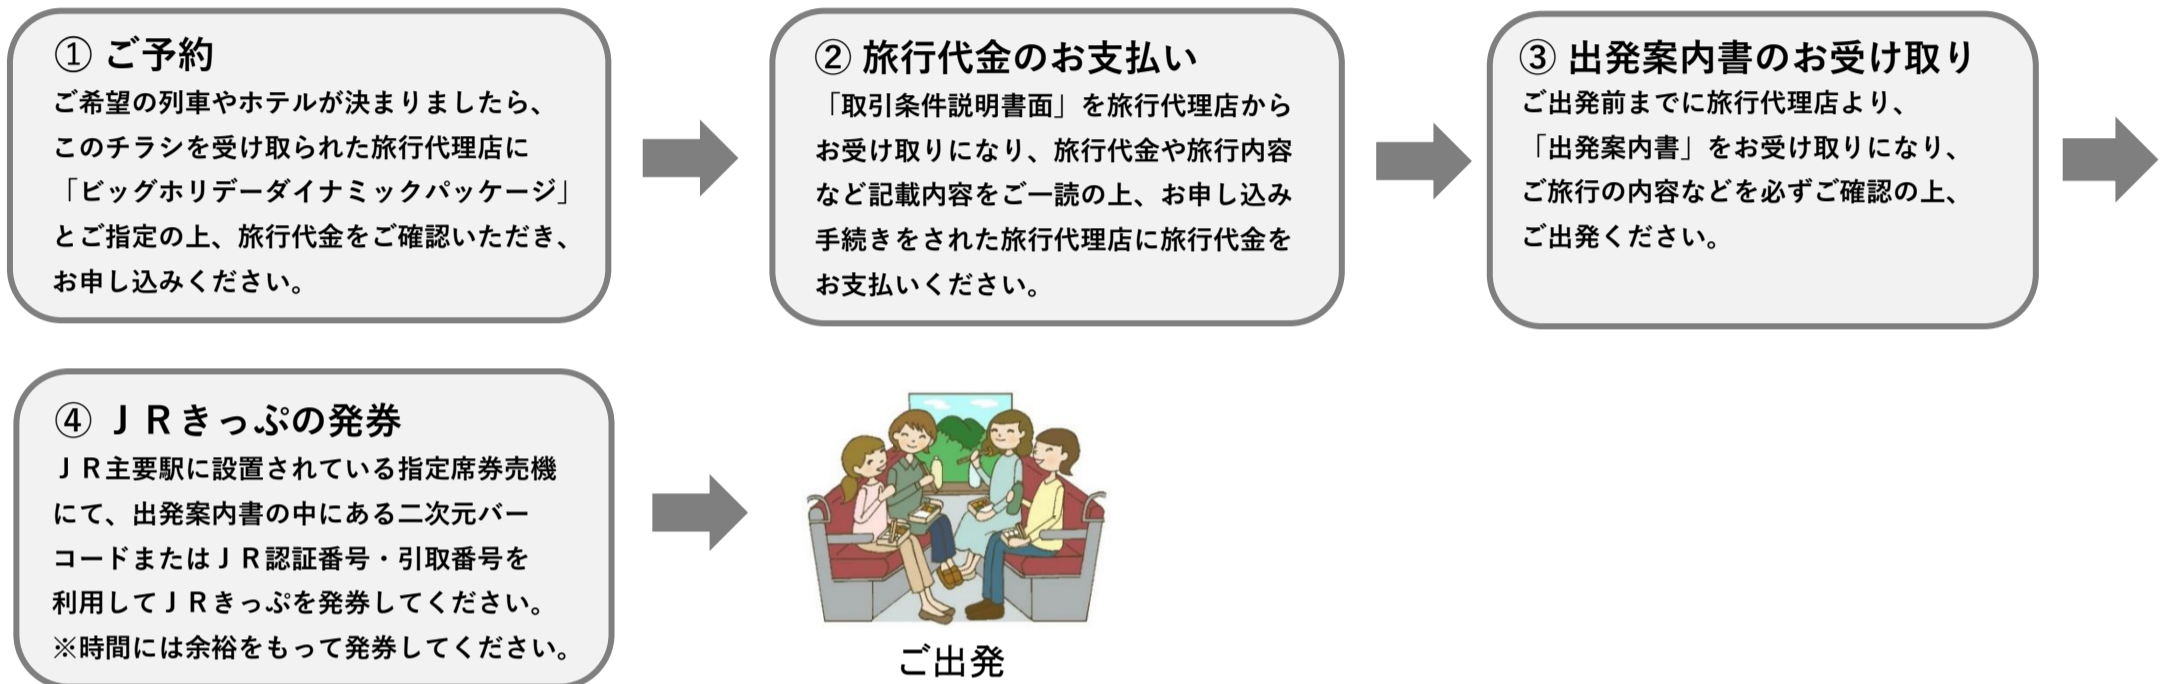 ① ご予約
ご希望の列車やホテルが決まりましたら、
このチラシを受け取られた旅行代理店に
「ビッグホリデーダイナミックパッケージ」
とご指定の上、旅行代金をご確認いただき、
お申し込みください。
② 旅行代金のお支払い
「取引条件説明書面」を旅行代理店から
お受け取りになり、旅行代金や旅行内容
など記載内容をご一読の上、お申し込み
手続きをされた旅行代理店に旅行代金を
お支払いください。
③ 出発案内書のお受け取り
ご出発前までに旅行代理店より、
「出発案内書」をお受け取りになり、
ご旅行の内容などを必ずご確認の上、
ご出発ください。
④ ＪＲきっぷの発券
ＪＲ主要駅に設置されている指定席券売機
にて、出発案内書の中にある二次元バー
コードまたはＪＲ認証番号・引取番号を
利用してＪＲきっぷを発券してください。
※時間には余裕をもって発券してください。
ご出発